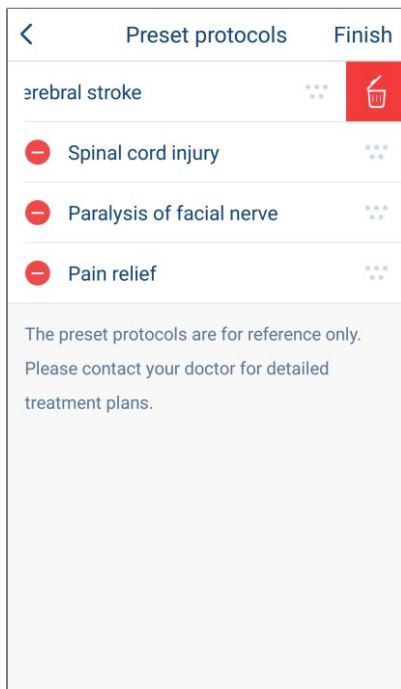 Preset protocols Finish
erebral stroke
Spinal cord injury
Paralysis of facial nerve
Pain relief
The preset protocols are for reference only.
Please contact your doctor for detailed
treatment plans.